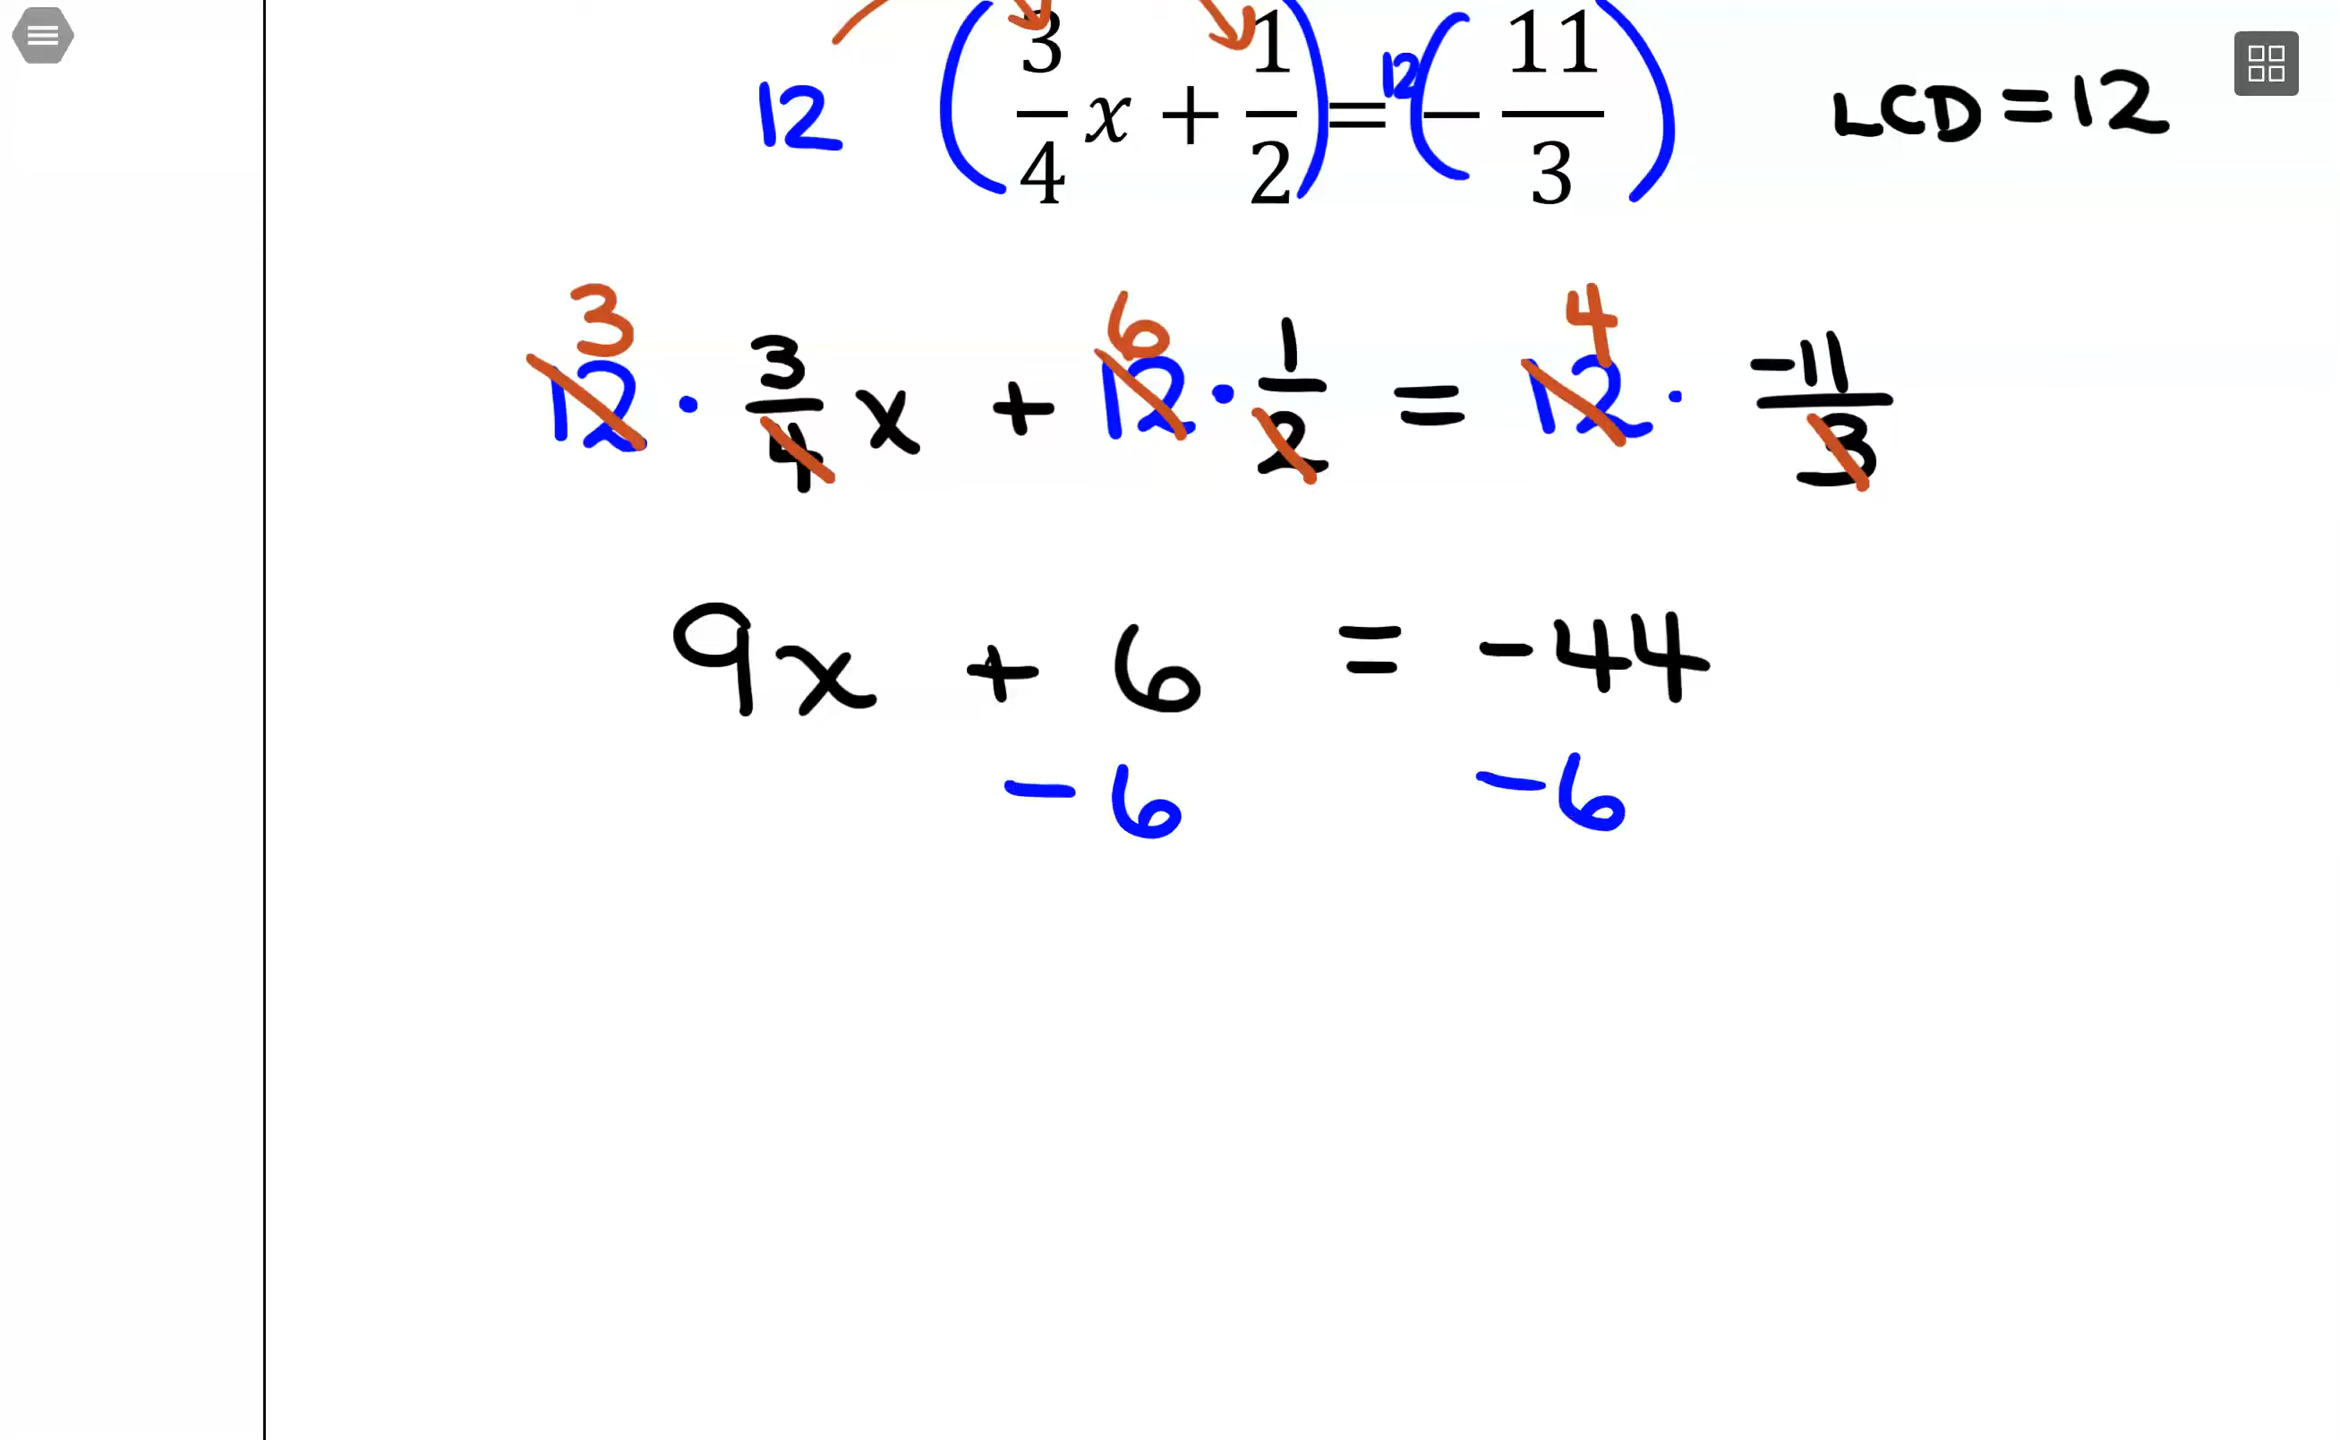 12 (3/4 x + 1/2) = 12 (− 11/3) LCD = 12
3 6 4
12 · 3/4 x + 12 · 1/2 = 12 · -11/3
9x + 6 = -44
- 6 - 6